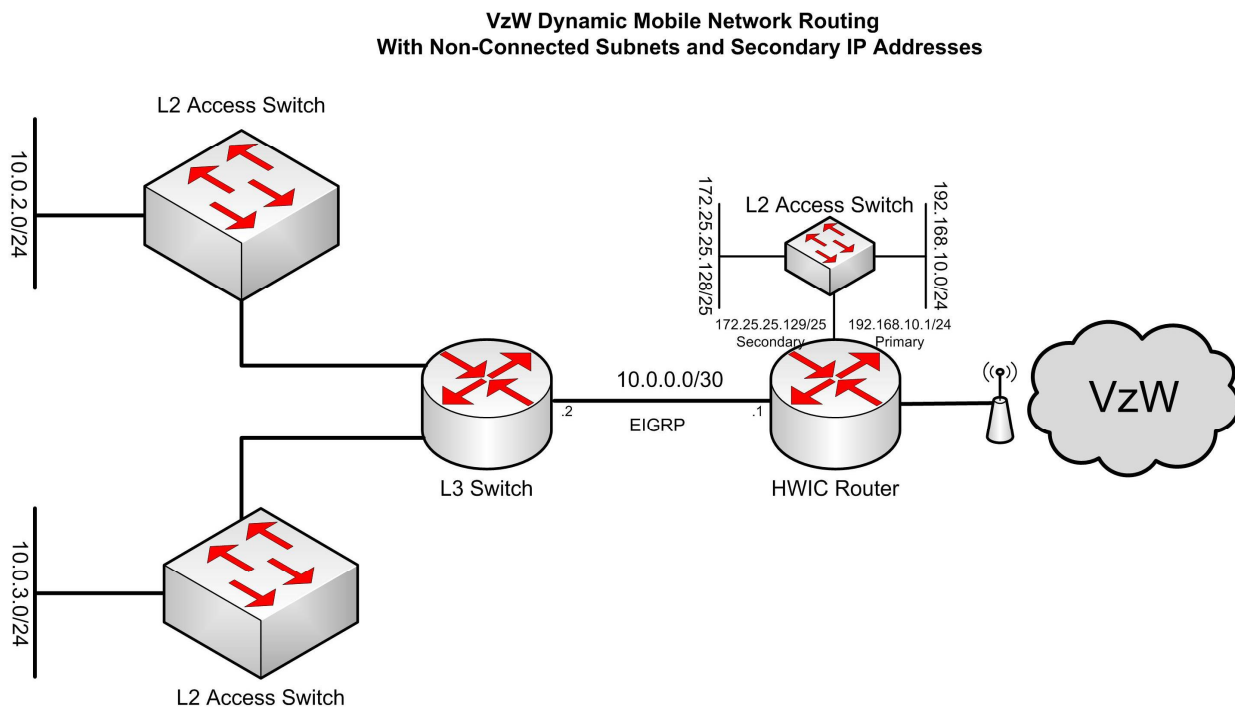 VzW Dynamic Mobile Network Routing
With Non-Connected Subnets and Secondary IP Addresses
L2 Access Switch
10.0.2.0/24
L2 Access Switch
172.25.25.128/25
192.168.10.0/24
172.25.25.129/25
Secondary
192.168.10.1/24
Primary
10.0.0.0/30
.2
.1
EIGRP
L3 Switch
HWIC Router
VzW
10.0.3.0/24
L2 Access Switch